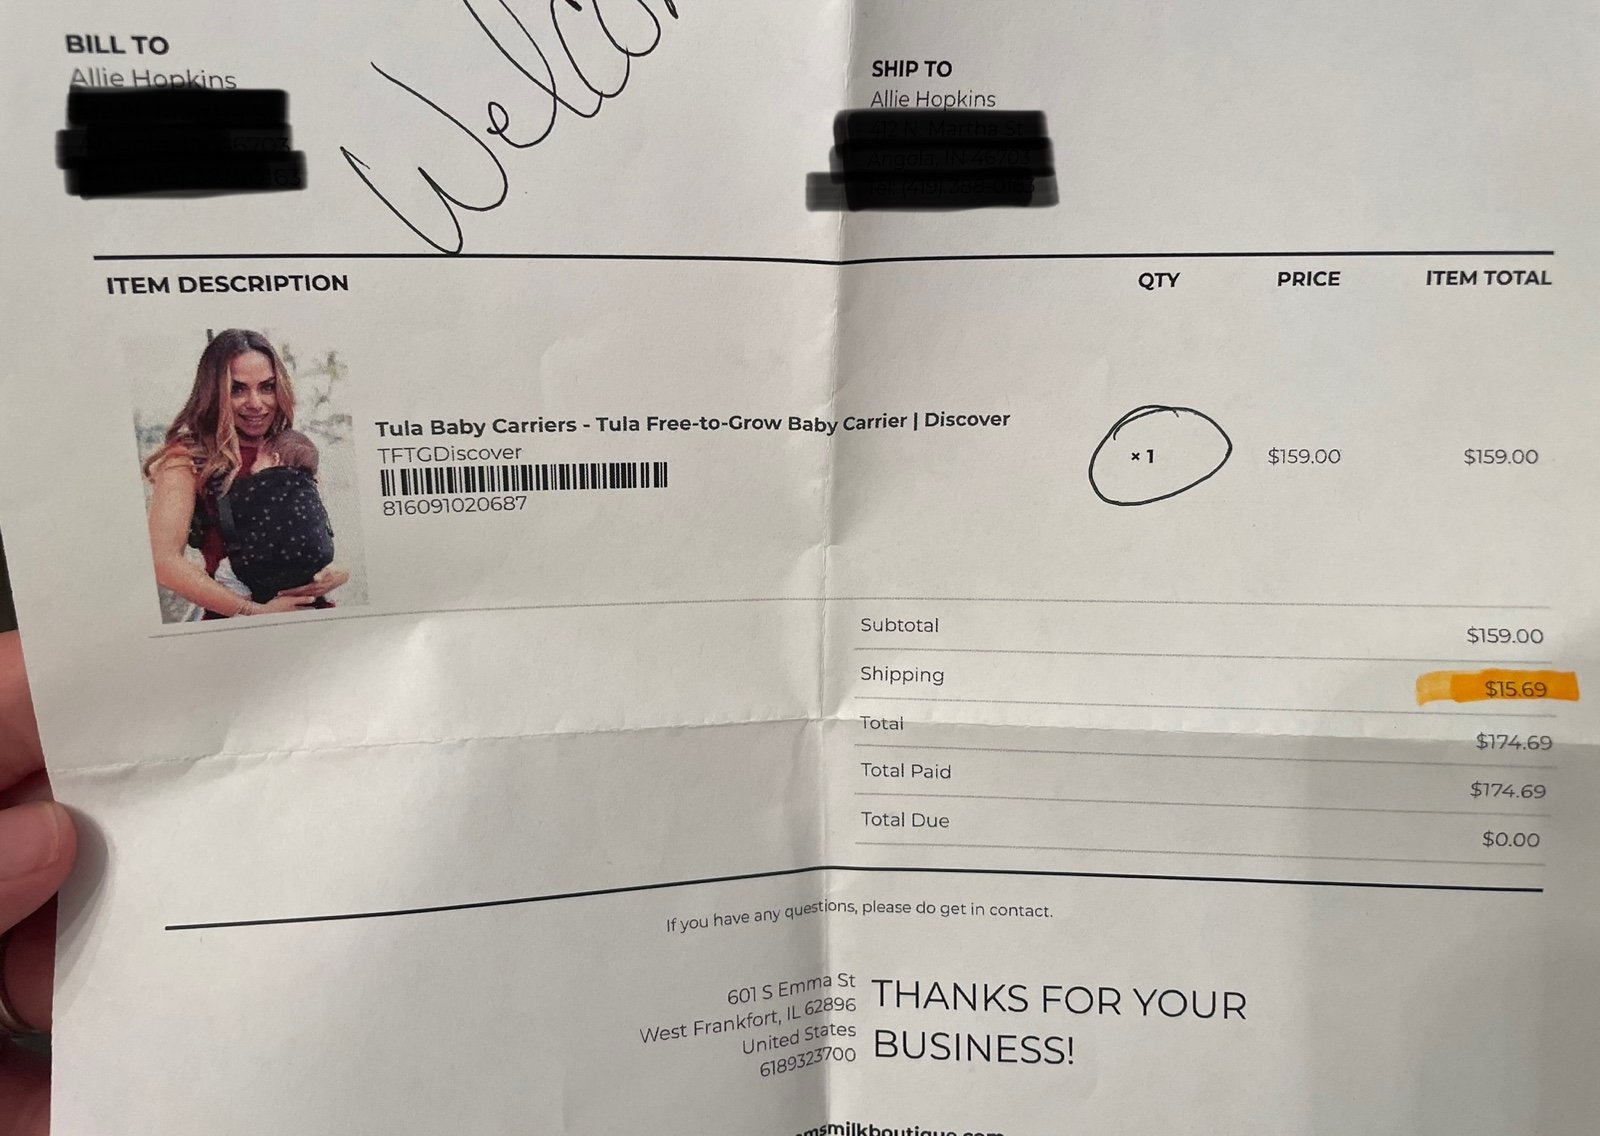 BILL TO
Allie Hopkins
Welco
SHIP TO
Allie Hopkins
ITEM DESCRIPTION QTY PRICE ITEM TOTAL
Tula Baby Carriers - Tula Free-to-Grow Baby Carrier | Discover
TFTGDiscover
816091020687
× 1 $159.00 $159.00
Subtotal $159.00
Shipping $15.69
Total $174.69
Total Paid $174.69
Total Due $0.00
If you have any questions, please do get in contact.
601 S Emma St
West Frankfort, IL 62896
United States
6189323700
THANKS FOR YOUR
BUSINESS!
msmilkboutique.com